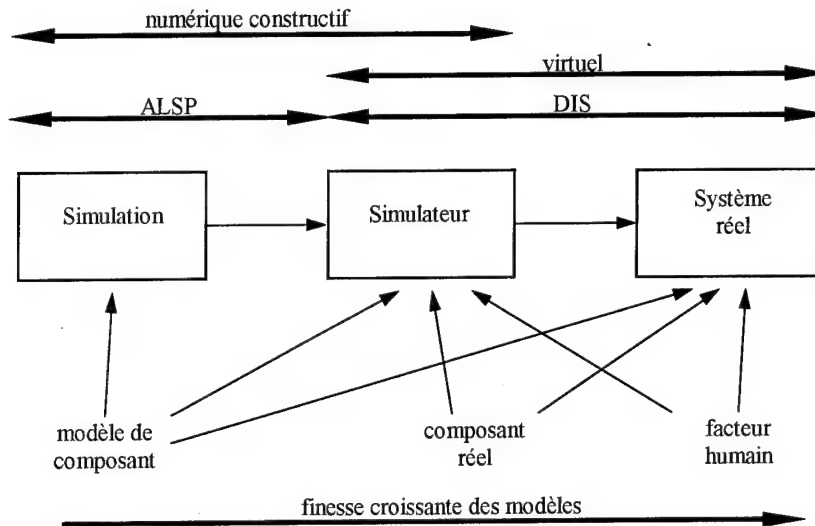 numérique constructif
virtuel
ALSP
DIS
Simulation
Simulateur
Système
réel
modèle de
composant
composant
réel
facteur
humain
finesse croissante des modèles